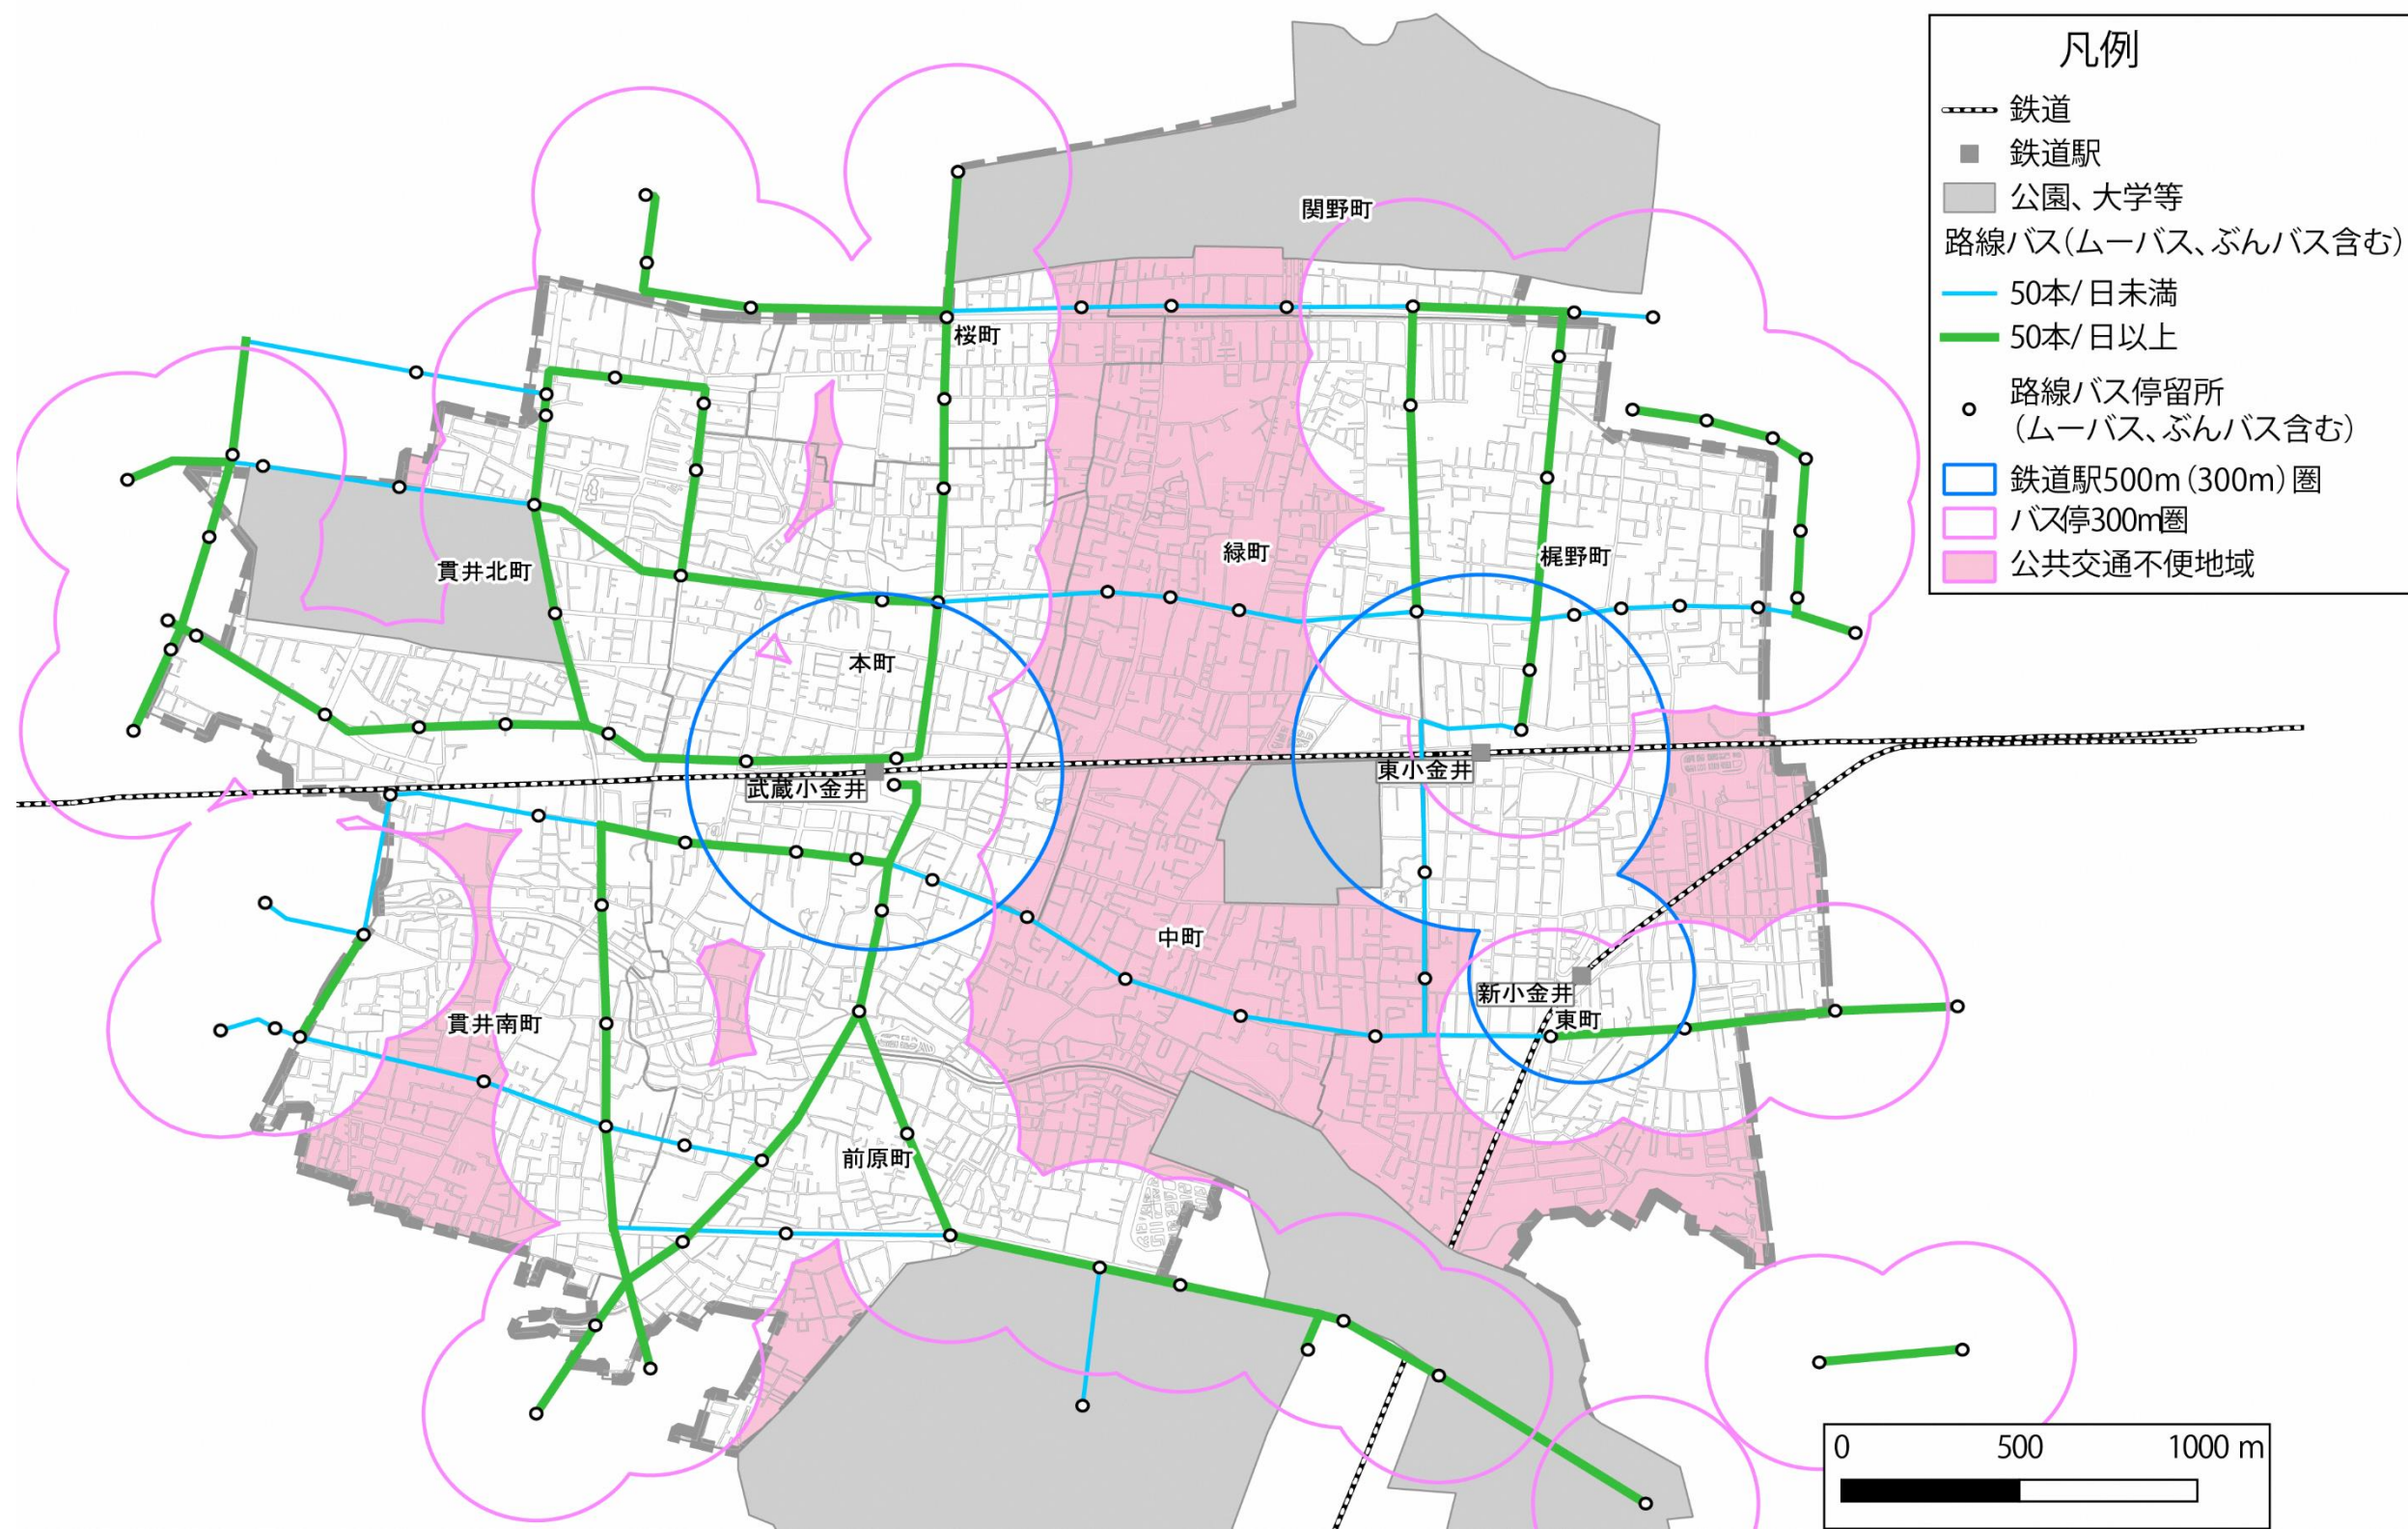 凡例
鉄道
鉄道駅
公園、大学等
路線バス(ムーバス、ぶんバス含む)
50本/日未満
50本/日以上
路線バス停留所
(ムーバス、ぶんバス含む)
鉄道駅500m(300m)圏
バス停300m圏
公共交通不便地域
関野町
桜町
緑町
梶野町
貫井北町
本町
東小金井
武蔵小金井
中町
新小金井
東町
貫井南町
前原町
0 500 1000 m